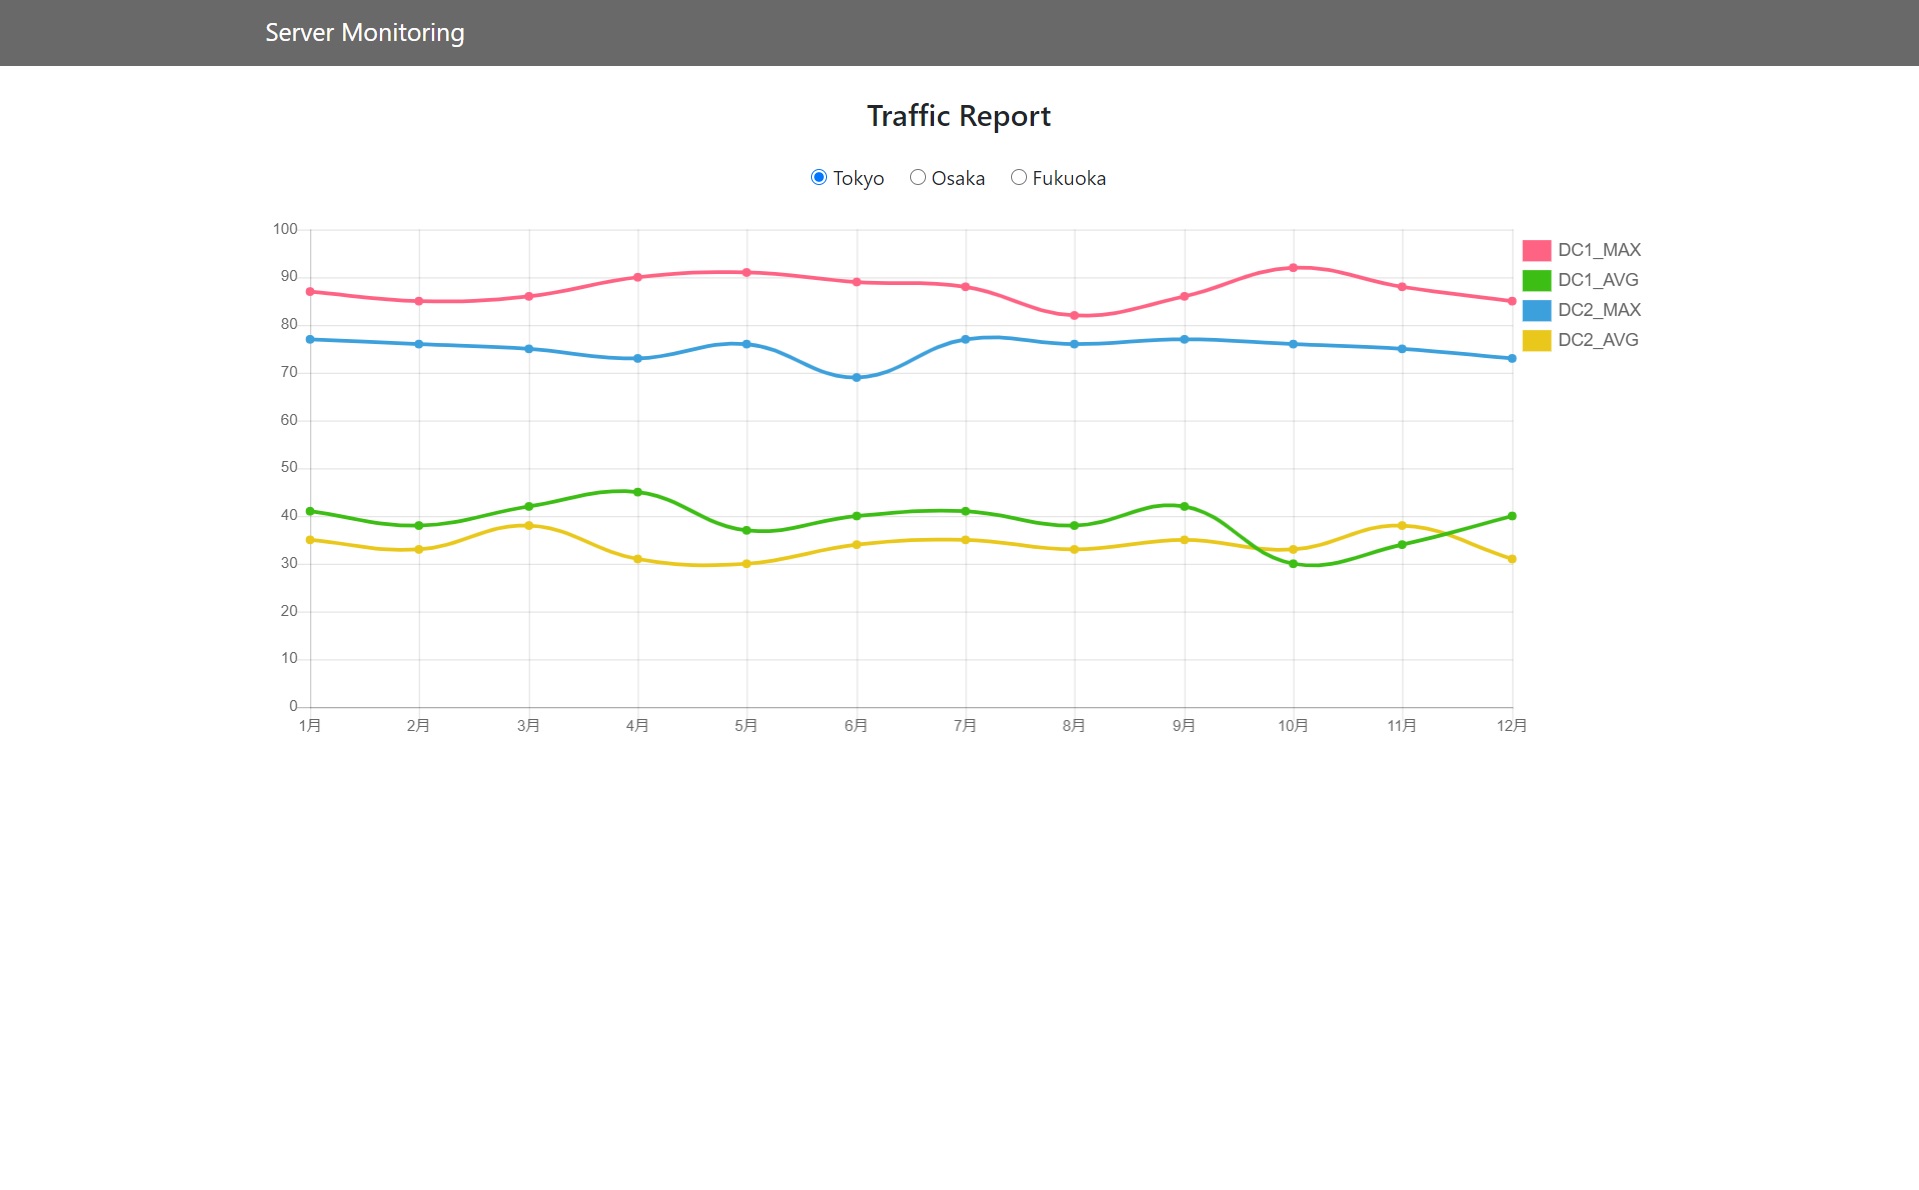 Server Monitoring
Traffic Report
Tokyo Osaka Fukuoka
100
90
80
70
60
50
40
30
20
10
0
1月 2月 3月 4月 5月 6月 7月 8月 9月 10月 11月 12月
DC1_MAX
DC1_AVG
DC2_MAX
DC2_AVG